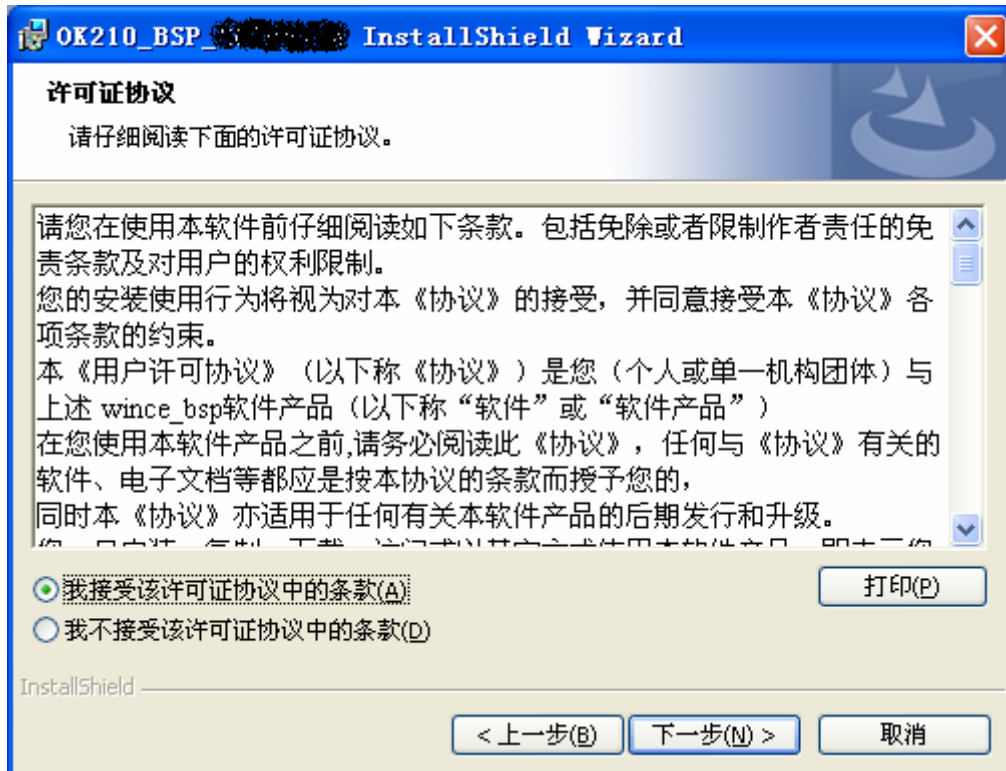 OK210_BSP_ InstallShield Wizard
许可证协议
请仔细阅读下面的许可证协议。
请您在使用本软件前仔细阅读如下条款。包括免除或者限制作者责任的免
责条款及对用户的权利限制。
您的安装使用行为将视为对本《协议》的接受，并同意接受本《协议》各
项条款的约束。
本《用户许可协议》（以下称《协议》）是您（个人或单一机构团体）与
上述 wince_bsp软件产品（以下称“软件”或“软件产品”）
在您使用本软件产品之前,请务必阅读此《协议》，任何与《协议》有关的
软件、电子文档等都应是按本协议的条款而授予您的，
同时本《协议》亦适用于任何有关本软件产品的后期发行和升级。
我接受该许可证协议中的条款(A)
打印(P)
我不接受该许可证协议中的条款(D)
InstallShield
< 上一步(B)
下一步(N) >
取消